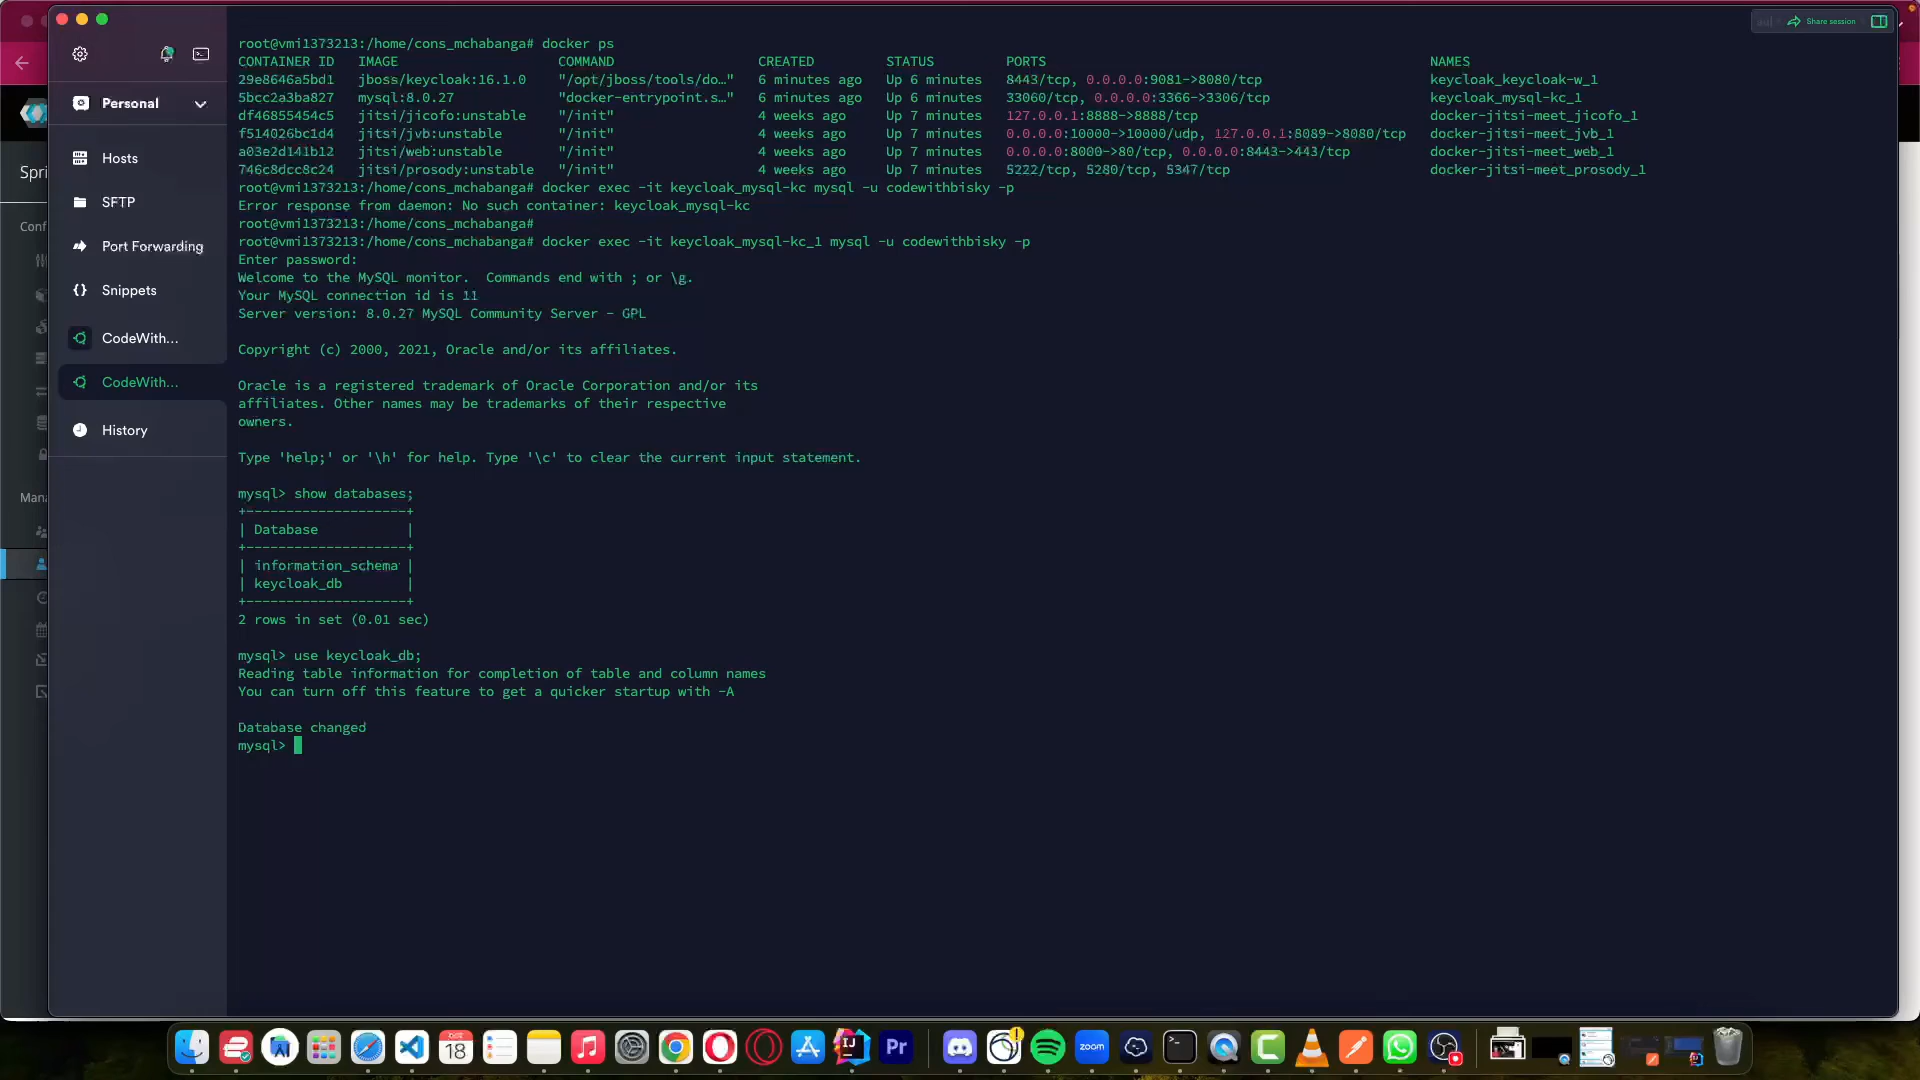 Share session
root@vmi1373213:/home/cons_mchabanga# docker ps
CONTAINER ID   IMAGE   COMMAND   CREATED   STATUS   PORTS   NAMES
29e8646a5bd1   jboss/keycloak:16.1.0   "/opt/jboss/tools/do…"   6 minutes ago   Up 6 minutes   8443/tcp, 0.0.0.0:9081->8080/tcp   keycloak_keycloak-w_1
5bcc2a3ba827   mysql:8.0.27   "docker-entrypoint.s…"   6 minutes ago   Up 6 minutes   33060/tcp, 0.0.0.0:3366->3306/tcp   keycloak_mysql-kc_1
df46855454c5   jitsi/jicofo:unstable   "/init"   4 weeks ago   Up 7 minutes   127.0.0.1:8888->8888/tcp   docker-jitsi-meet_jicofo_1
f514026bc1d4   jitsi/jvb:unstable   "/init"   4 weeks ago   Up 7 minutes   0.0.0.0:10000->10000/udp, 127.0.0.1:8089->8080/tcp   docker-jitsi-meet_jvb_1
a03e2d141b12   jitsi/web:unstable   "/init"   4 weeks ago   Up 7 minutes   0.0.0.0:8000->80/tcp, 0.0.0.0:8443->443/tcp   docker-jitsi-meet_web_1
746c8dcc8c24   jitsi/prosody:unstable   "/init"   4 weeks ago   Up 7 minutes   5222/tcp, 5280/tcp, 5347/tcp   docker-jitsi-meet_prosody_1
root@vmi1373213:/home/cons_mchabanga# docker exec -it keycloak_mysql-kc mysql -u codewithbisky -p
Error response from daemon: No such container: keycloak_mysql-kc
root@vmi1373213:/home/cons_mchabanga#
root@vmi1373213:/home/cons_mchabanga# docker exec -it keycloak_mysql-kc_1 mysql -u codewithbisky -p
Enter password:
Welcome to the MySQL monitor.  Commands end with ; or \g.
Your MySQL connection id is 11
Server version: 8.0.27 MySQL Community Server - GPL
Copyright (c) 2000, 2021, Oracle and/or its affiliates.
Oracle is a registered trademark of Oracle Corporation and/or its
affiliates. Other names may be trademarks of their respective
owners.
Type 'help;' or '\h' for help. Type '\c' to clear the current input statement.
mysql> show databases;
+--------------------+
| Database           |
+--------------------+
| information_schema |
| keycloak_db        |
+--------------------+
2 rows in set (0.01 sec)
mysql> use keycloak_db;
Reading table information for completion of table and column names
You can turn off this feature to get a quicker startup with -A
Database changed
mysql>
Personal
Hosts
SFTP
Port Forwarding
Snippets
CodeWith...
CodeWith...
History
Spri
Conf
Mana
18
zoom
Pr
IJ